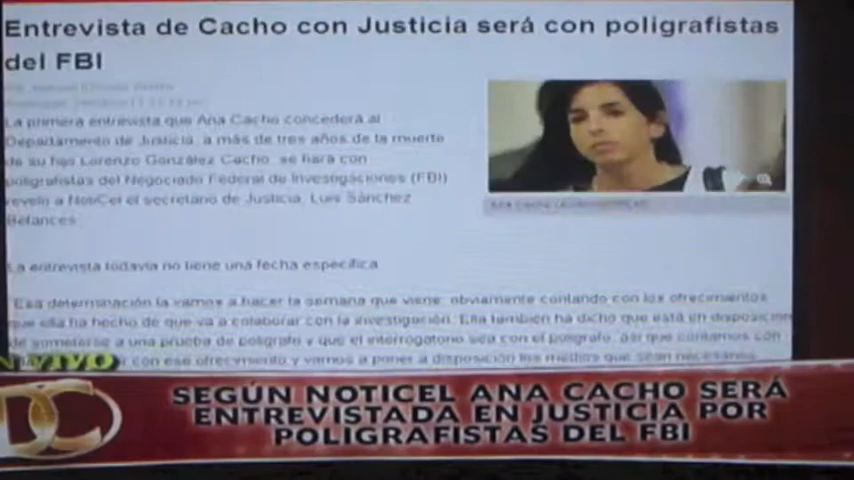 Entrevista de Cacho con Justicia será con poligrafistas
del FBI
La primera entrevista que Ana Cacho concederá al
Departamento de Justicia, a más de tres años de la muerte
de su hijo Lorenzo González Cacho, se hará con
poligrafistas del Negociado Federal de Investigaciones (FBI)
reveló a NotiCel el secretario de Justicia, Luis Sánchez
Betances
La entrevista todavía no tiene una fecha específica
"Esa determinación la vamos a hacer la semana que viene, obviamente contando con los ofrecimientos
que ella ha hecho de que va a colaborar con la investigación. Ella también ha dicho que está en disposición
de someterse a una prueba de polígrafo y que el interrogatorio sea con el polígrafo, así que contamos con
con ese ofrecimiento y vamos a poner a disposición los medios que sean necesarios
EN VIVO
DC
SEGÚN NOTICEL ANA CACHO SERÁ
ENTREVISTADA EN JUSTICIA POR
POLIGRAFISTAS DEL FBI